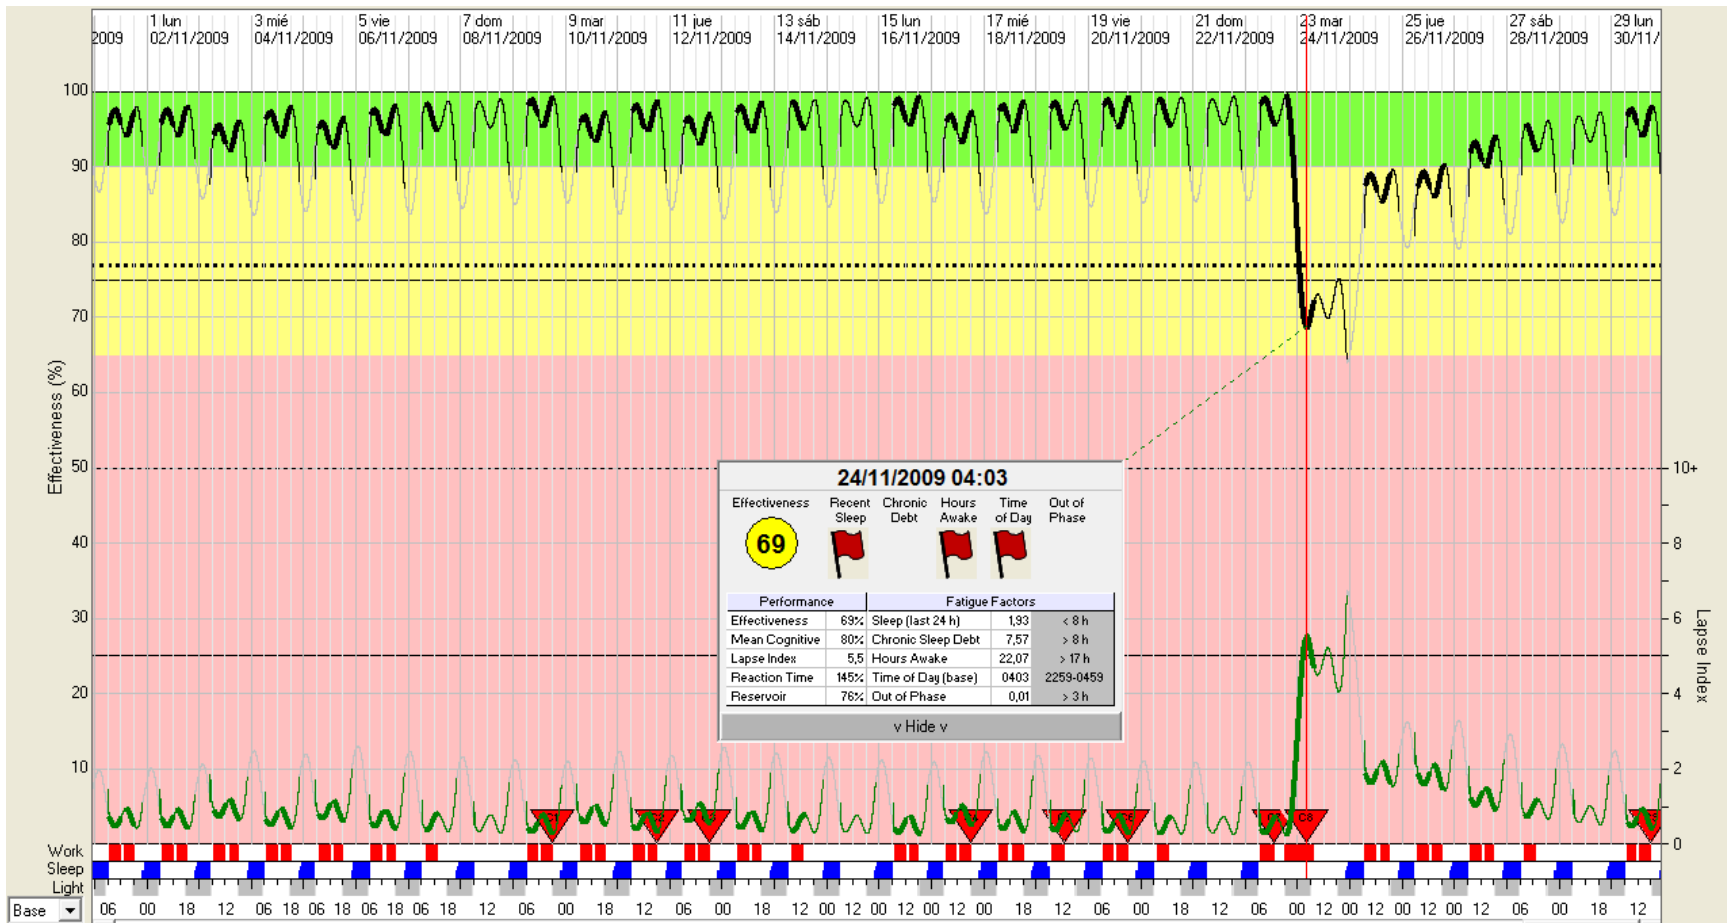 1 lun 3 mié 5 vie 7 dom 9 mar 11 jue 13 sáb 15 lun 17 mié 19 vie 21 dom 23 mar 25 jue 27 sáb 29 lun
2009 02/11/2009 04/11/2009 06/11/2009 08/11/2009 10/11/2009 12/11/2009 14/11/2009 16/11/2009 18/11/2009 20/11/2009 22/11/2009 24/11/2009 26/11/2009 28/11/2009 30/11/
100
90
80
70
60
50
40
30
20
10
Effectiveness (%)
10+
8
6
4
2
0
Lapse Index
24/11/2009 04:03
Effectiveness Recent Sleep Chronic Debt Hours Awake Time of Day Out of Phase
69
Performance Fatigue Factors
Effectiveness 69% Sleep (last 24 h) 1,93 < 8 h
Mean Cognitive 80% Chronic Sleep Debt 7,57 > 8 h
Lapse Index 5,5 Hours Awake 22,07 > 17 h
Reaction Time 145% Time of Day (base) 0403 2259-0459
Reservoir 76% Out of Phase 0,01 > 3 h
v Hide v
C8
Work
Sleep
Light
Base 06 00 18 12 06 18 06 18 06 18 06 18 12 06 00 18 12 06 00 18 12 06 00 18 12 00 12 00 12 00 12 00 12 00 18 06 12 18 00 06 12 18 00 12 00 12 00 12 00 18 06 00 18 12